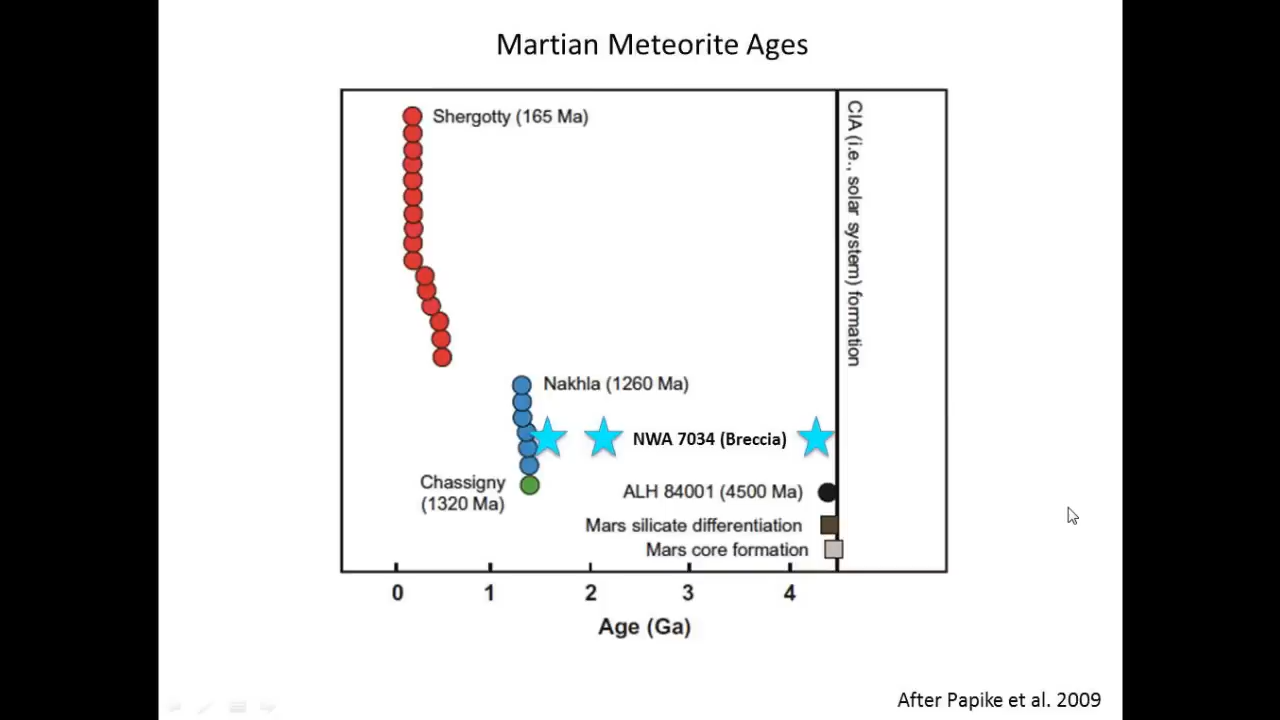 Martian Meteorite Ages
Shergotty (165 Ma)
CIA (i.e., solar system) formation
Nakhla (1260 Ma)
NWA 7034 (Breccia)
Chassigny
(1320 Ma)
ALH 84001 (4500 Ma)
Mars silicate differentiation
Mars core formation
0 1 2 3 4
Age (Ga)
After Papike et al. 2009